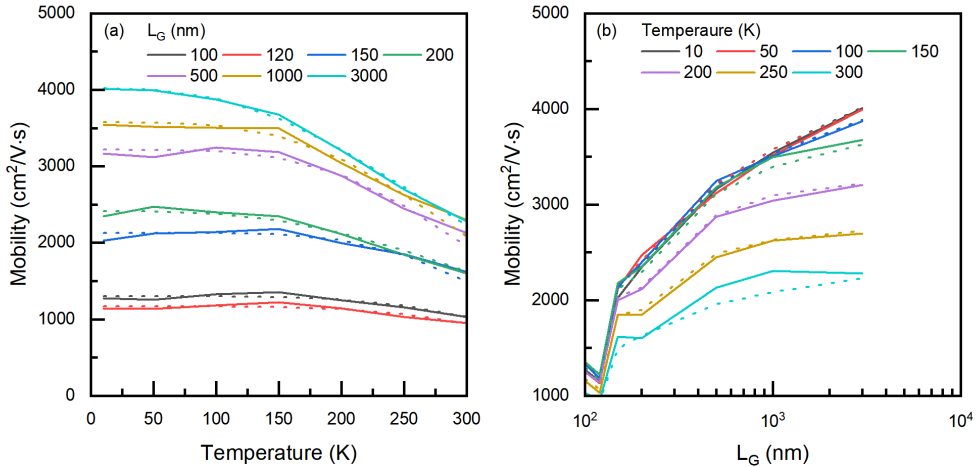 (a) L_G (nm)
100 120 150 200
500 1000 3000
5000
4000
3000
2000
1000
0
Mobility (cm²/V·s)
0 50 100 150 200 250 300
Temperature (K)
(b) Temperaure (K)
10 50 100 150
200 250 300
5000
4000
3000
2000
1000
Mobility (cm²/V·s)
10² 10³ 10⁴
L_G (nm)